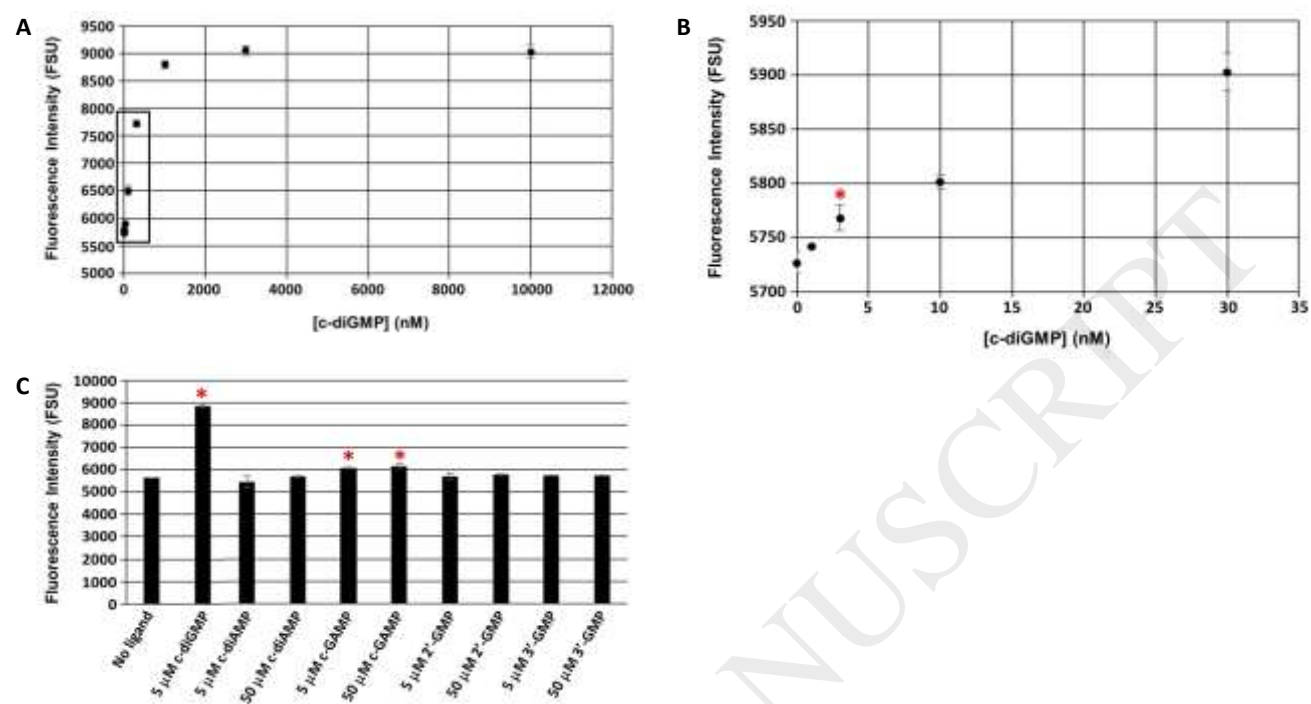 A
Fluorescence Intensity (FSU)
9500
9000
8500
8000
7500
7000
6500
6000
5500
5000
0 2000 4000 6000 8000 10000 12000
[c-diGMP] (nM)
B
Fluorescence Intensity (FSU)
5950
5900
5850
5800
5750
5700
*
0 5 10 15 20 25 30 35
[c-diGMP] (nM)
C
Fluorescence Intensity (FSU)
10000
9000
8000
7000
6000
5000
4000
3000
2000
1000
0
* * *
No ligand
5 μM c-diGMP
5 μM c-diAMP
50 μM c-diAMP
5 μM c-GAMP
50 μM c-GAMP
5 μM 2'-GMP
50 μM 2'-GMP
5 μM 3'-GMP
50 μM 3'-GMP
NUSCRIPT